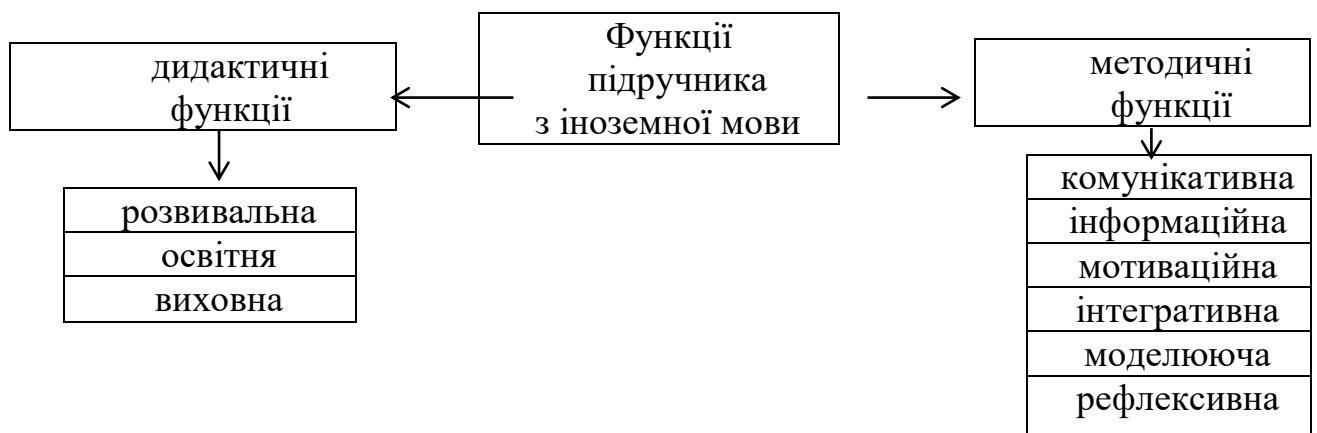 Функції
підручника
з іноземної мови
дидактичні
функції
розвивальна
освітня
виховна
методичні
функції
комунікативна
інформаційна
мотиваційна
інтегративна
моделююча
рефлексивна